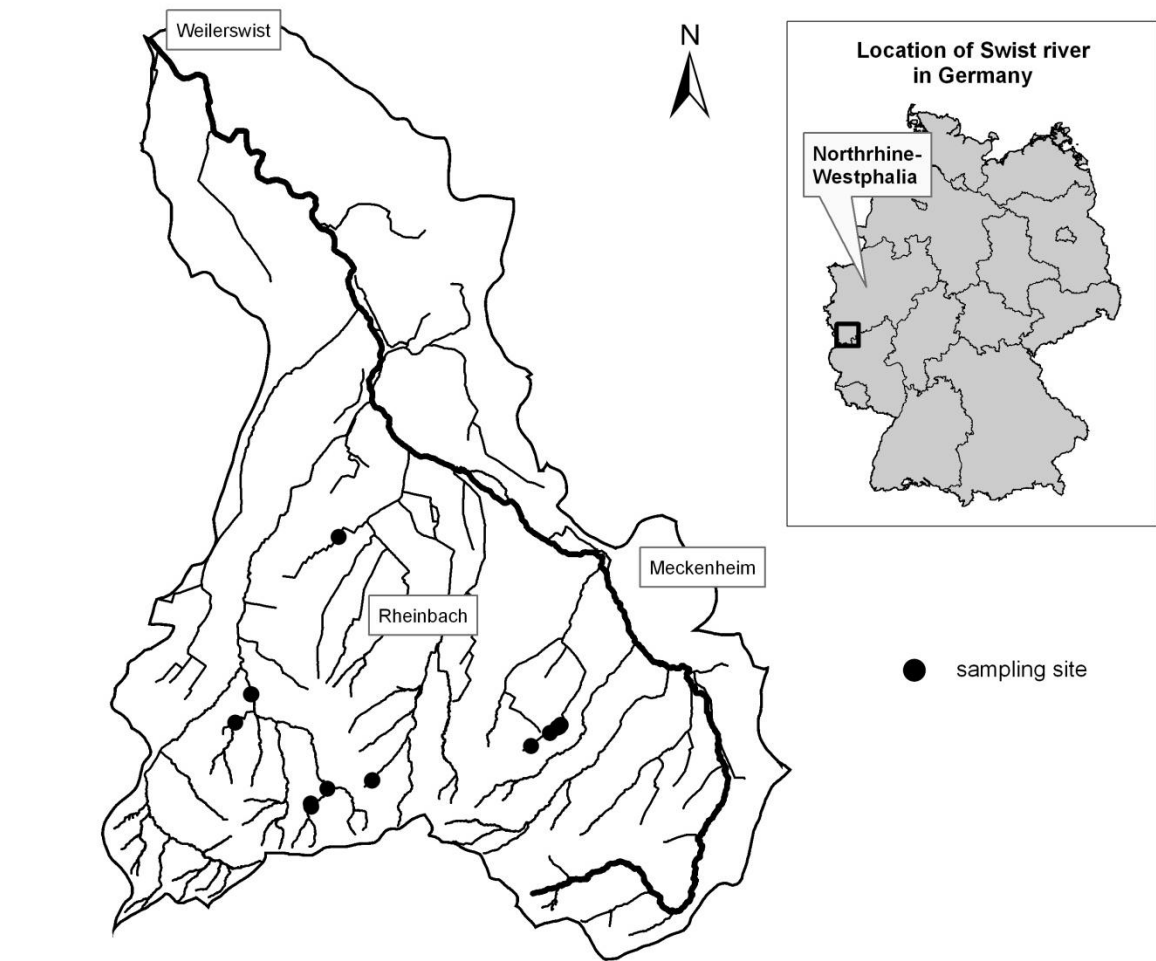 Weilerswist
N
Location of Swist river
in Germany
Northrhine-
Westphalia
Meckenheim
Rheinbach
sampling site